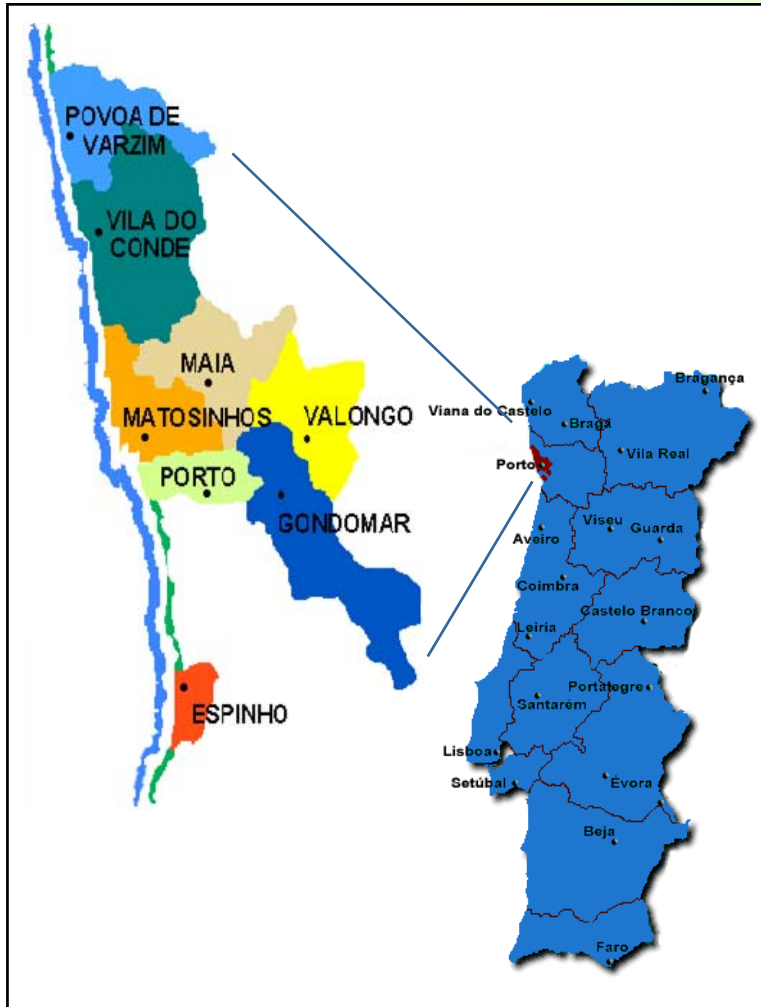 POVOA DE
VARZIM
VILA DO
CONDE
MAIA
MATOSINHOS
VALONGO
PORTO
GONDOMAR
ESPINHO
Bragança
Viana do Castelo
Braga
Vila Real
Porto
Viseu
Guarda
Aveiro
Coimbra
Castelo Branco
Leiria
Portalegre
Santarém
Lisboa
Setúbal
Évora
Beja
Faro